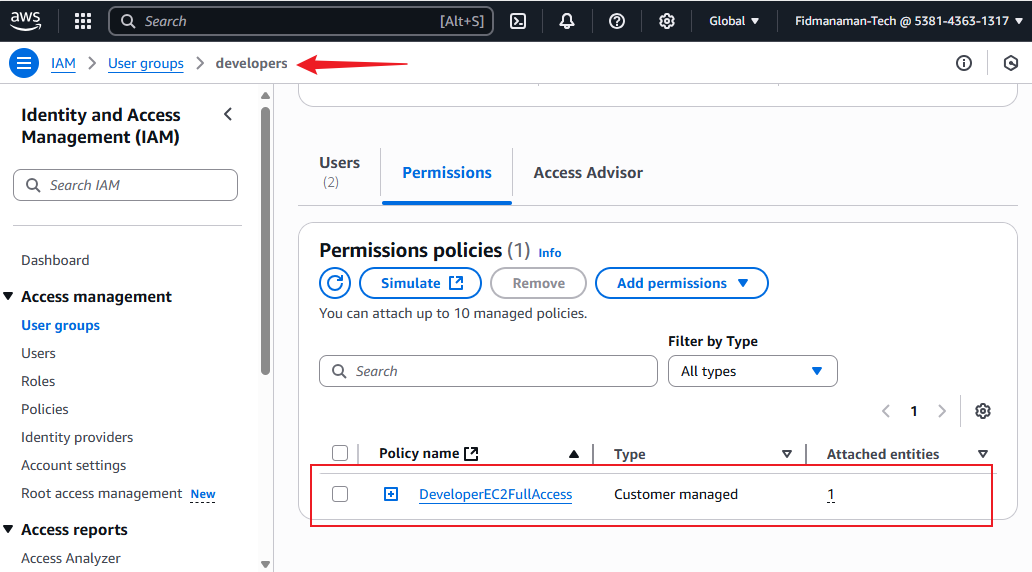 aws
Search [Alt+S] Global Fidmanaman-Tech @ 5381-4363-1317
IAM User groups developers
Identity and Access
Management (IAM)
Search IAM
Dashboard
Access management
User groups
Users
Roles
Policies
Identity providers
Account settings
Root access management New
Access reports
Access Analyzer
Users
(2)
Permissions
Access Advisor
Permissions policies (1) Info
Simulate Remove Add permissions
You can attach up to 10 managed policies.
Filter by Type
Search All types
1
Policy name Type Attached entities
DeveloperEC2FullAccess Customer managed 1